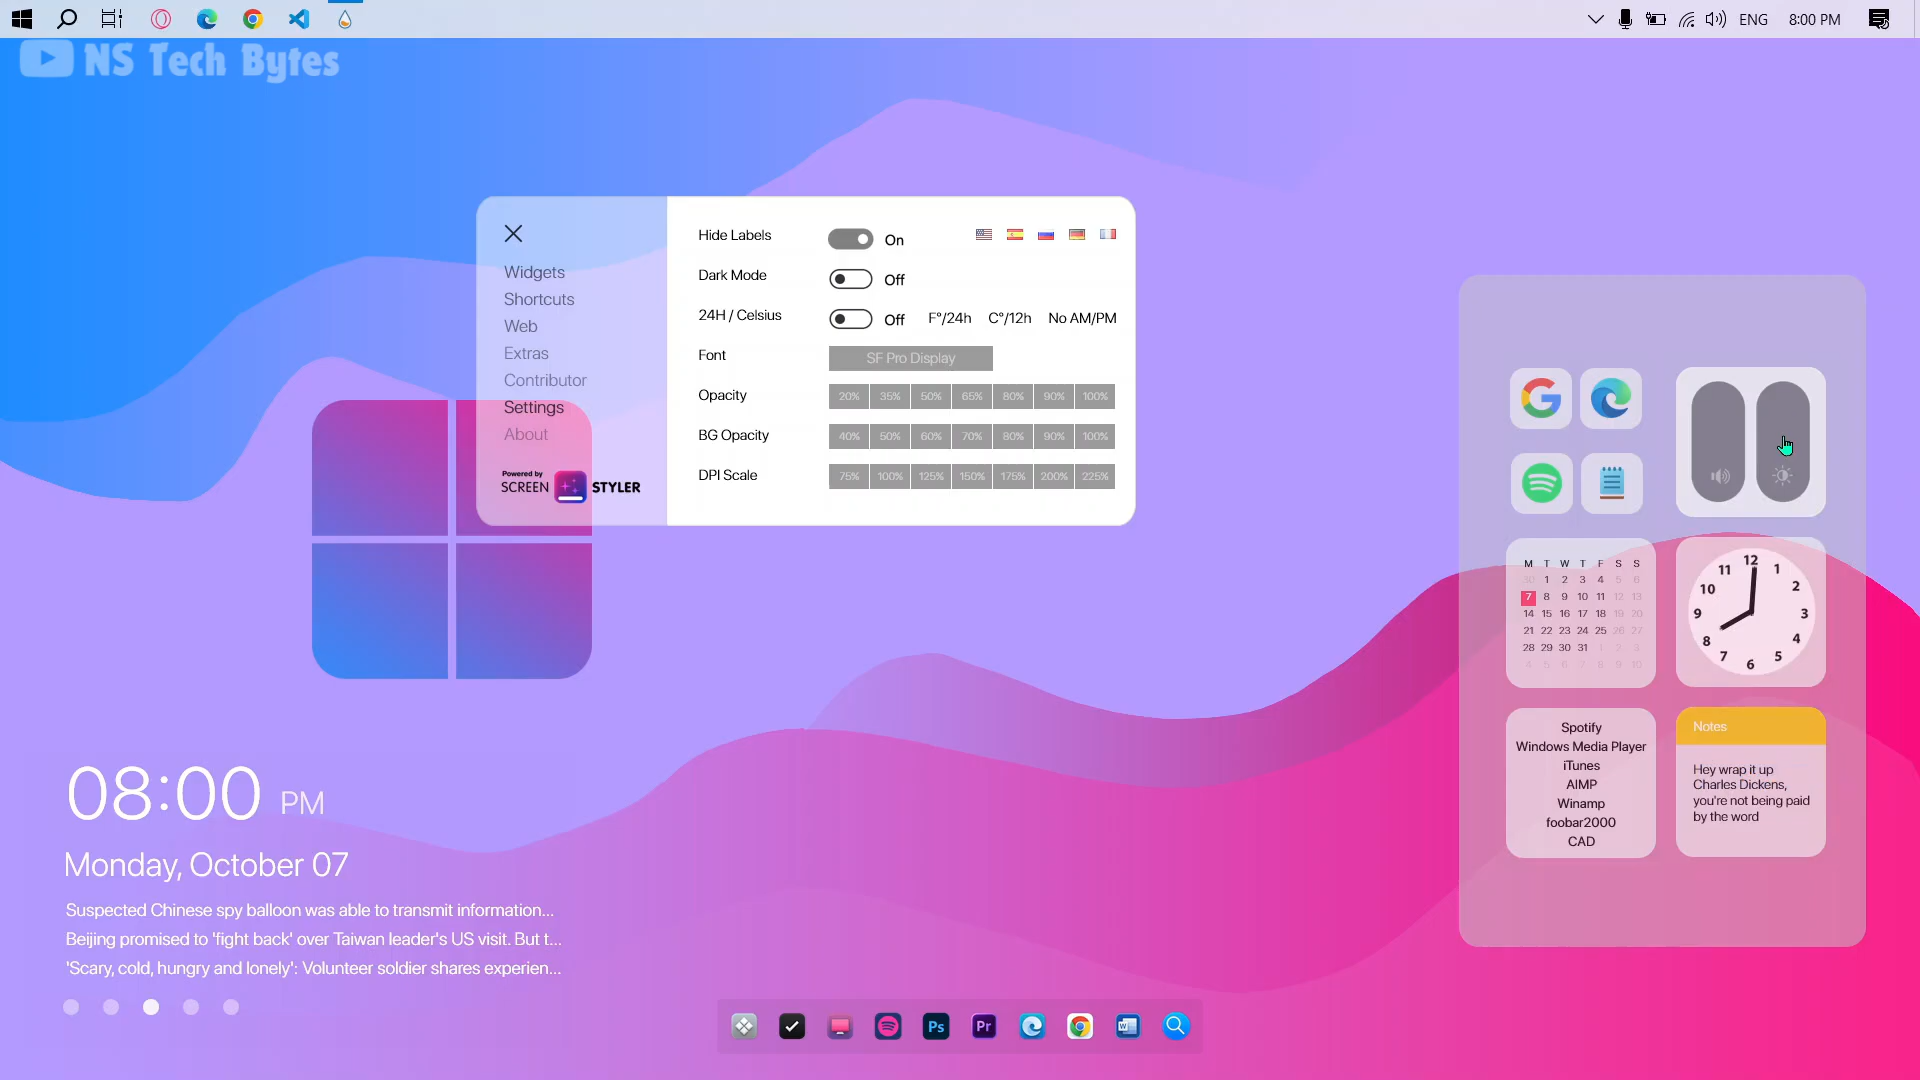 ENG
8:00 PM
NS Tech Bytes
Widgets
Shortcuts
Web
Extras
Contributor
Settings
About
Powered by
SCREEN STYLER
Hide Labels On
Dark Mode Off
24H / Celsius Off F°/24h C°/12h No AM/PM
Font SF Pro Display
Opacity 20% 35% 50% 65% 80% 90% 100%
BG Opacity 40% 50% 60% 70% 80% 90% 100%
DPI Scale 75% 100% 125% 150% 175% 200% 225%
M T W T F S S
30 1 2 3 4 5 6
7 8 9 10 11 12 13
14 15 16 17 18 19 20
21 22 23 24 25 26 27
28 29 30 31 1 2 3
4 5 6 7 8 9 10
12
11 1
10 2
9 3
8 4
7 5
6
Spotify
Windows Media Player
iTunes
AIMP
Winamp
foobar2000
CAD
Notes
Hey wrap it up
Charles Dickens,
you're not being paid
by the word
08:00 PM
Monday, October 07
Suspected Chinese spy balloon was able to transmit information...
Beijing promised to 'fight back' over Taiwan leader's US visit. But t...
'Scary, cold, hungry and lonely': Volunteer soldier shares experien...
Ps
Pr
W